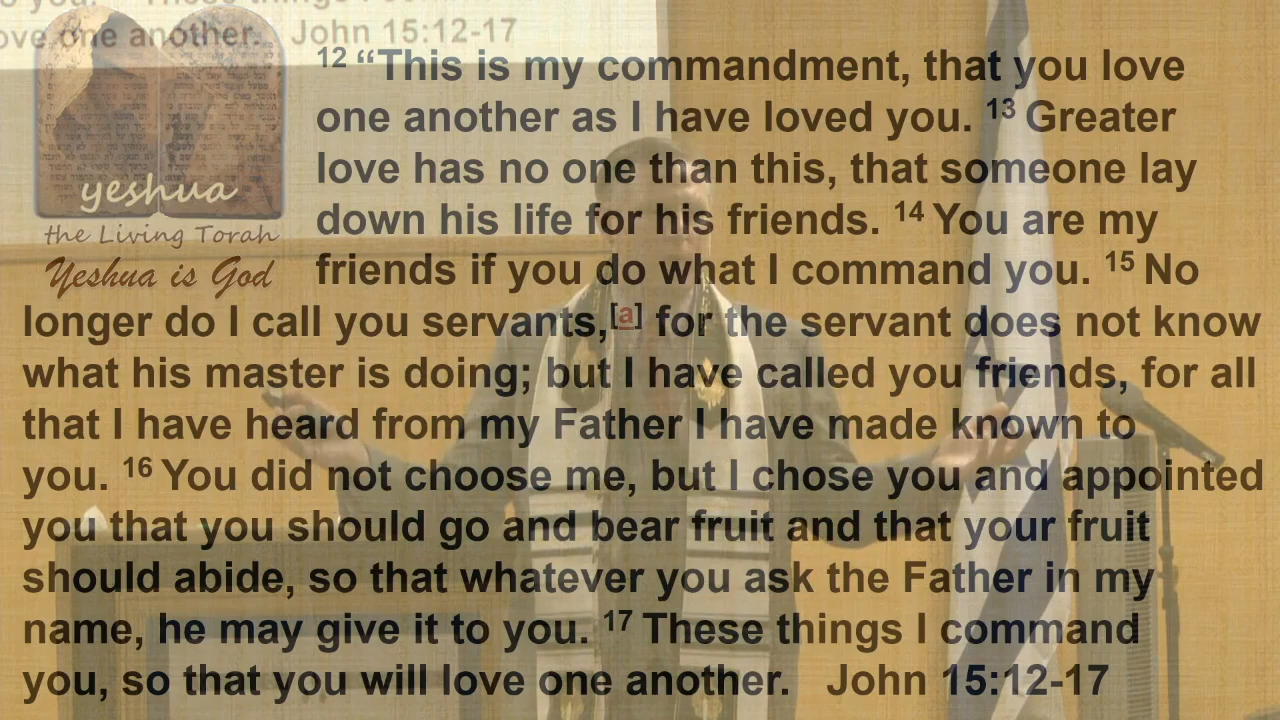 ove one another. John 15:12-17
12 “This is my commandment, that you love
one another as I have loved you. 13 Greater
love has no one than this, that someone lay
down his life for his friends. 14 You are my
friends if you do what I command you. 15 No
longer do I call you servants,[a] for the servant does not know
what his master is doing; but I have called you friends, for all
that I have heard from my Father I have made known to
you. 16 You did not choose me, but I chose you and appointed
you that you should go and bear fruit and that your fruit
should abide, so that whatever you ask the Father in my
name, he may give it to you. 17 These things I command
you, so that you will love one another. John 15:12-17
yeshua
the Living Torah
Yeshua is God